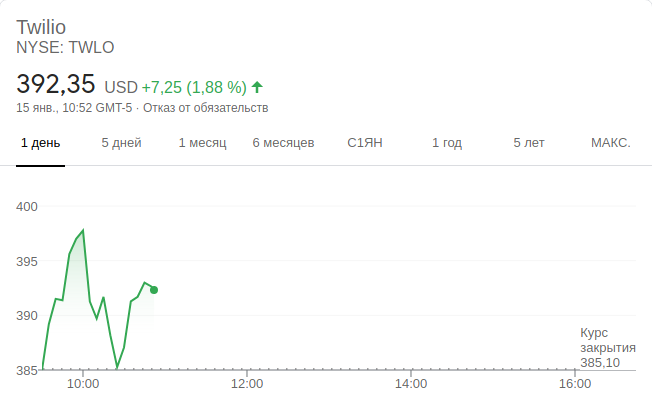 Twilio
NYSE: TWLO
392,35 USD +7,25 (1,88 %)
15 янв., 10:52 GMT-5 · Отказ от обязательств
1 день 5 дней 1 месяц 6 месяцев С1ЯН 1 год 5 лет МАКС.
400
395
390
385
Курс
закрытия
385,10
10:00 12:00 14:00 16:00